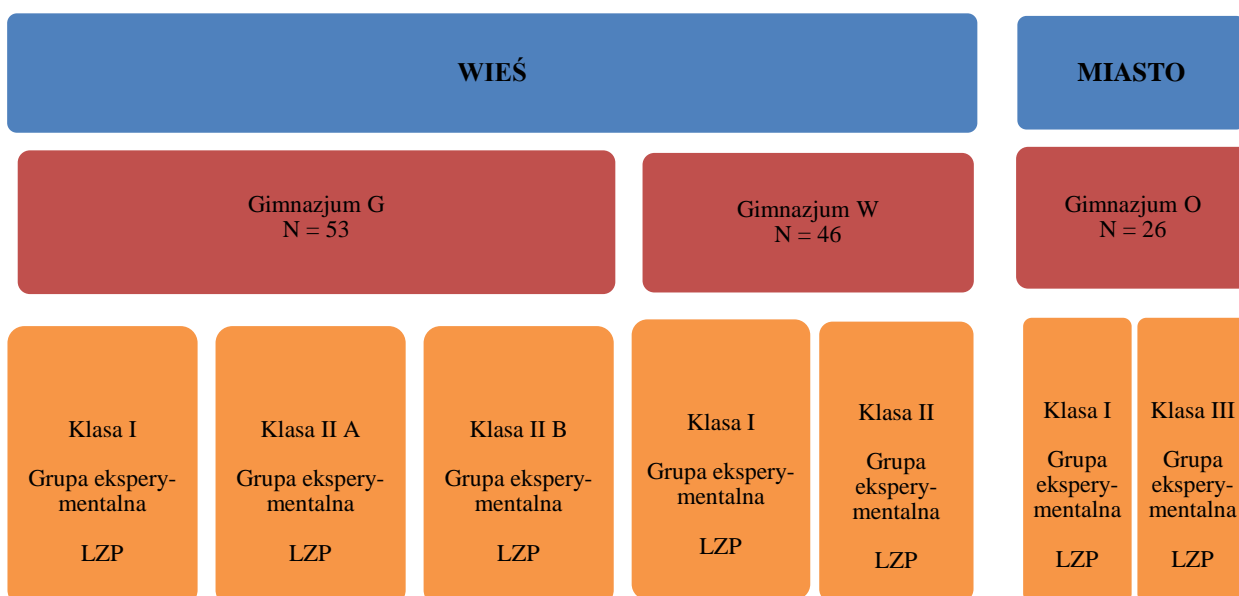 WIEŚ
MIASTO
Gimnazjum G
N = 53
Gimnazjum W
N = 46
Gimnazjum O
N = 26
Klasa I
Grupa ekspery-
mentalna
LZP
Klasa II A
Grupa ekspery-
mentalna
LZP
Klasa II B
Grupa ekspery-
mentalna
LZP
Klasa I
Grupa ekspery-
mentalna
LZP
Klasa II
Grupa
ekspery-
mentalna
LZP
Klasa I
Grupa
ekspery-
mentalna
LZP
Klasa III
Grupa
ekspery-
mentalna
LZP